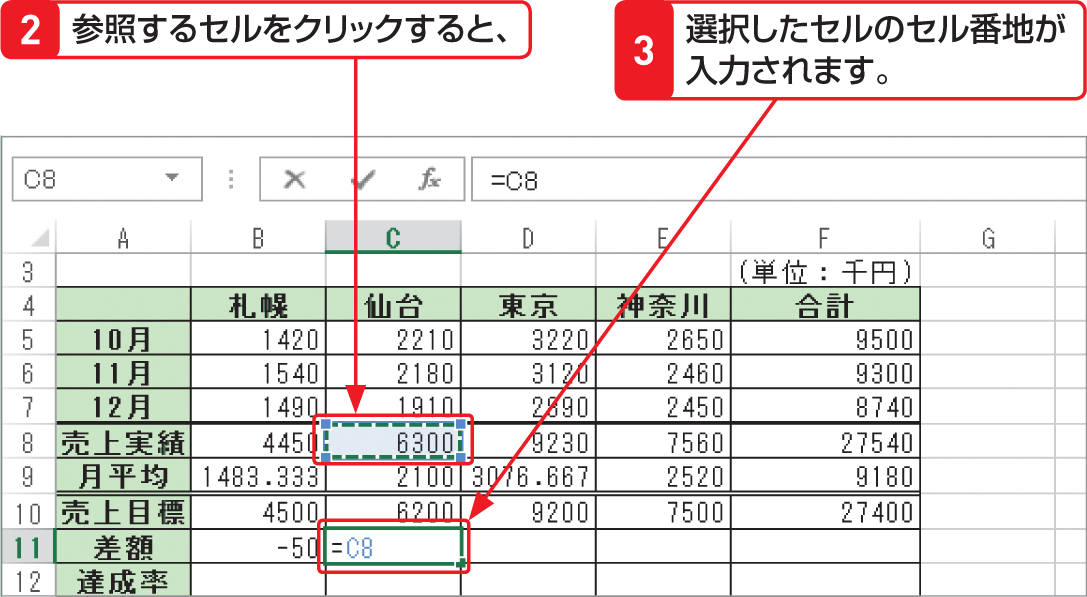 2 参照するセルをクリックすると、
3 選択したセルのセル番地が
入力されます。
C8 fx =C8
A B C D E F G
3 (単位：千円)
4 札幌 仙台 東京 神奈川 合計
5 10月 1420 2210 3220 2650 9500
6 11月 1540 2180 3120 2460 9300
7 12月 1490 1910 2890 2450 8740
8 売上実績 4450 6300 9230 7560 27540
9 月平均 1483.333 2100 3076.667 2520 9180
10 売上目標 4500 6200 9200 7500 27400
11 差額 -50 =C8
12 達成率